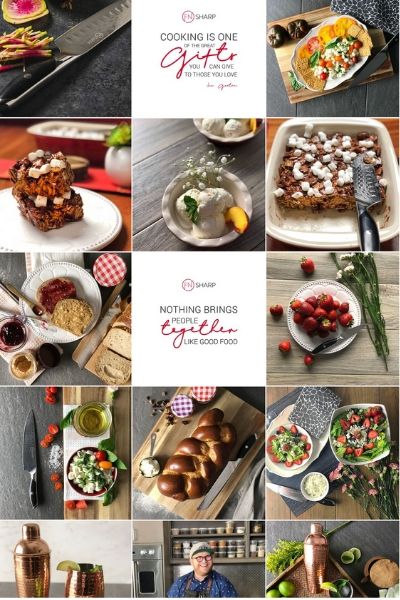 FN SHARP
COOKING IS ONE
OF THE GREAT
Gifts
YOU CAN GIVE
TO THOSE YOU LOVE
FN SHARP
NOTHING BRINGS
PEOPLE
together
LIKE GOOD FOOD